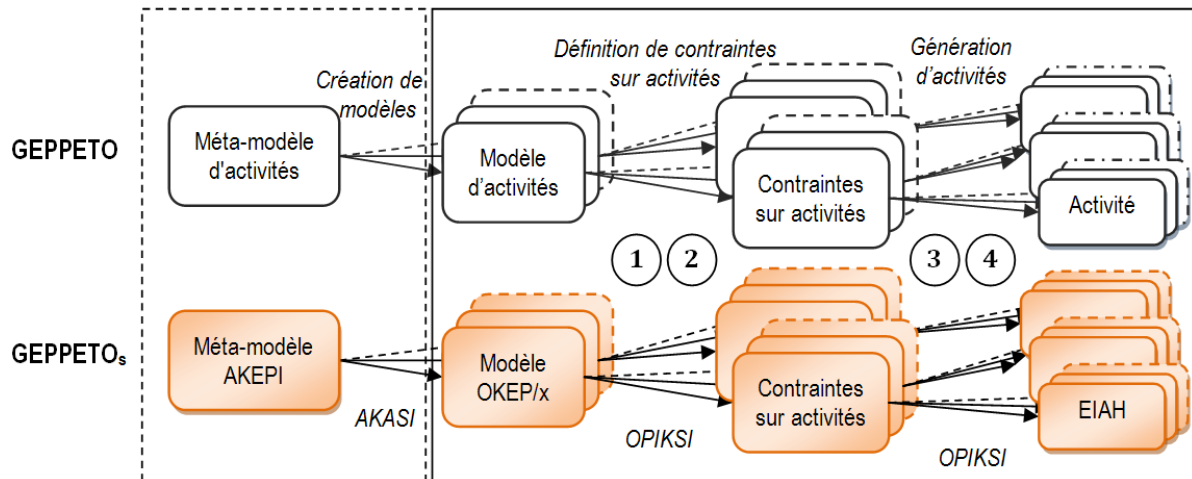 Création de
modèles
Définition de contraintes
sur activités
Génération
d'activités
GEPPETO
Méta-modèle
d'activités
Modèle
d'activités
Contraintes
sur activités
Activité
1 2 3 4
GEPPETOs
Méta-modèle
AKEPI
Modèle
OKEP/x
Contraintes
sur activités
EIAH
AKASI
OPIKSI
OPIKSI